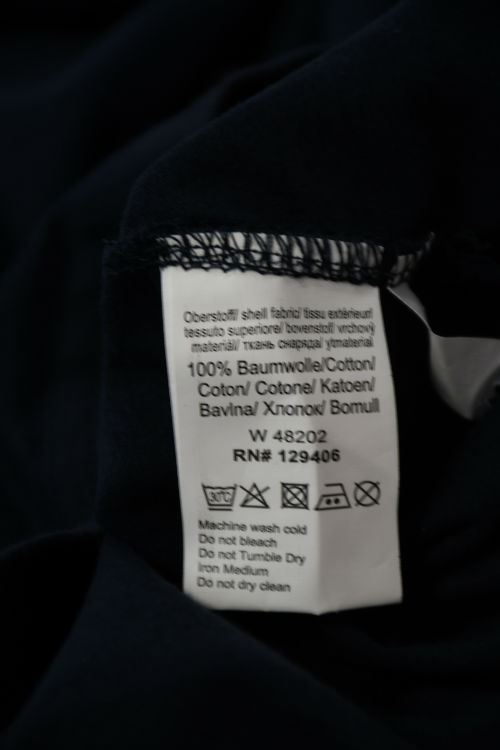 Oberstoff/ shell fabric/ tissu extérieur/
tessuto superiore/ bovenstof/ vrchový
materiál/ ткань снаряда/ ytmaterial
100% Baumwolle/Cotton/
Coton/ Cotone/ Katoen/
Bavlna/ Хлопок/ Bomull
W 48202
RN# 129406
30°C
Machine wash cold
Do not bleach
Do not Tumble Dry
Iron Medium
Do not dry clean